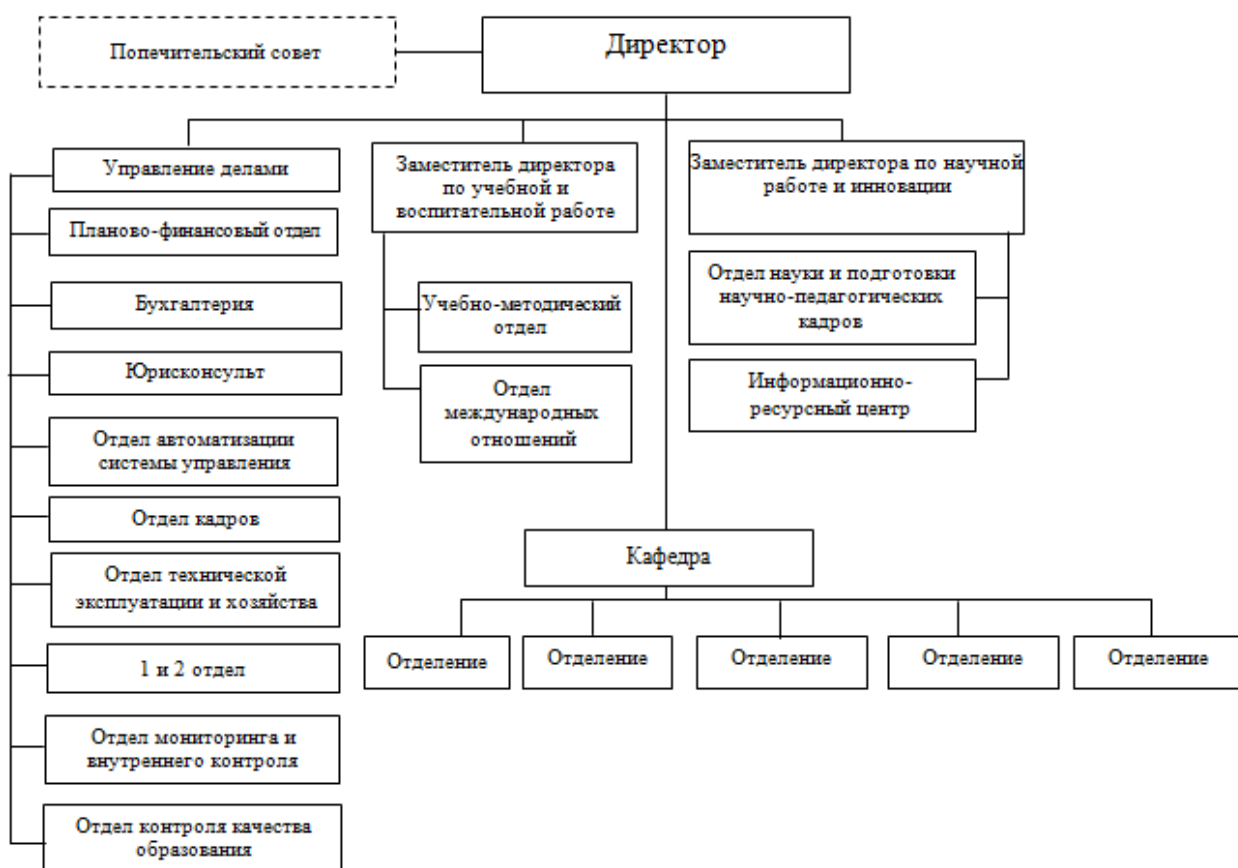 Попечительский совет
Директор
Управление делами
Планово-финансовый отдел
Бухгалтерия
Юрисконсульт
Отдел автоматизации
системы управления
Отдел кадров
Отдел технической
эксплуатации и хозяйства
1 и 2 отдел
Отдел мониторинга и
внутреннего контроля
Отдел контроля качества
образования
Заместитель директора
по учебной и
воспитательной работе
Учебно-методический
отдел
Отдел
международных
отношений
Заместитель директора по научной
работе и инновации
Отдел науки и подготовки
научно-педагогических
кадров
Информационно-
ресурсный центр
Кафедра
Отделение
Отделение
Отделение
Отделение
Отделение